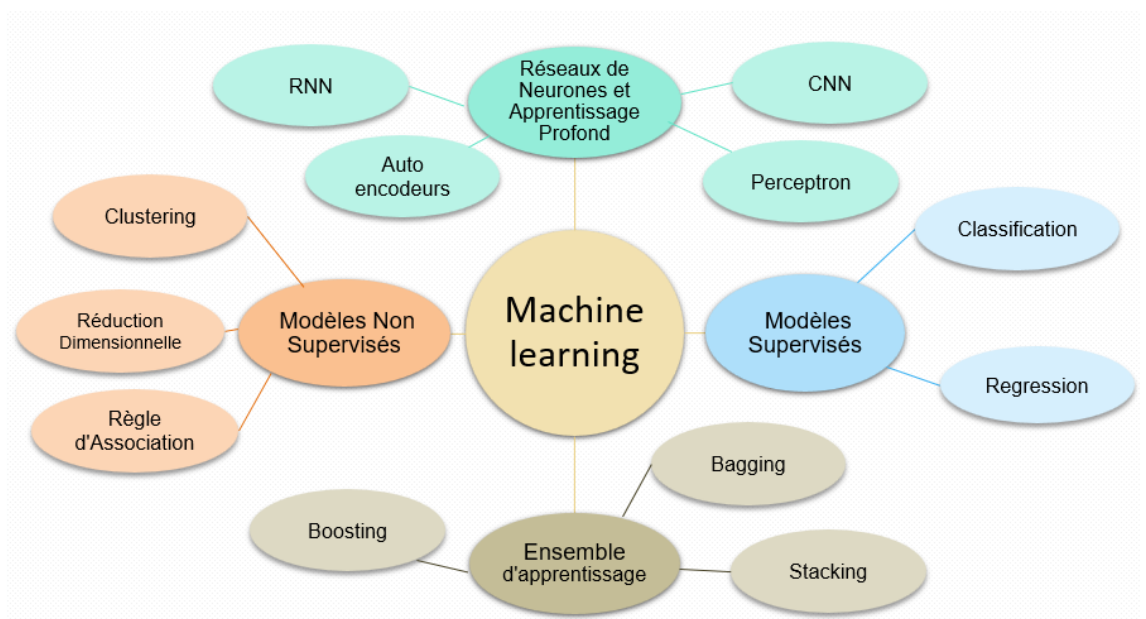 Réseaux de
Neurones et
Apprentissage
Profond
RNN
CNN
Auto
encodeurs
Perceptron
Clustering
Classification
Réduction
Dimensionnelle
Modèles Non
Supervisés
Machine
learning
Modèles
Supervisés
Regression
Règle
d'Association
Bagging
Boosting
Ensemble
d'apprentissage
Stacking